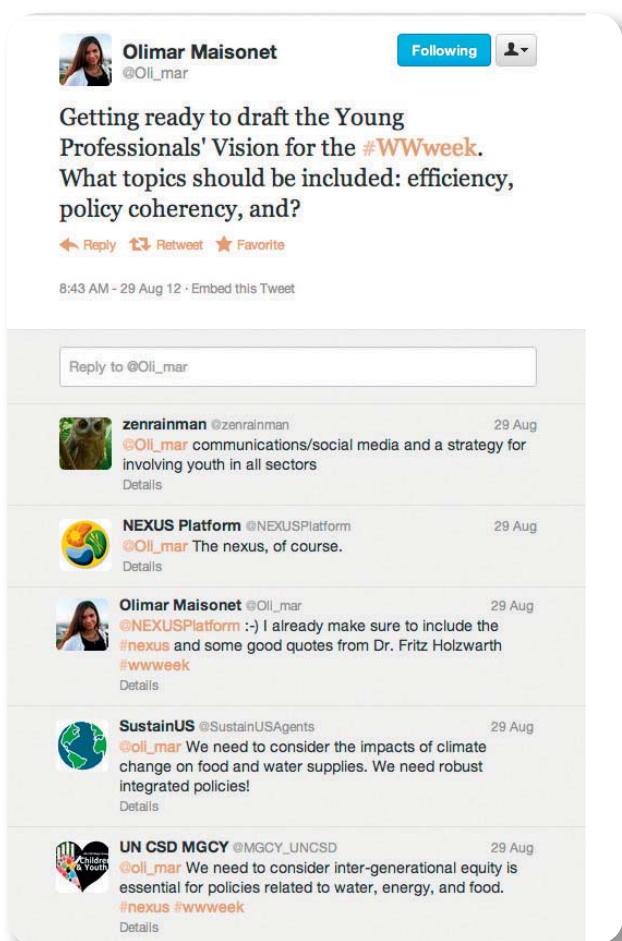 Olimar Maisonet
@Oli_mar
Following
Getting ready to draft the Young
Professionals' Vision for the #WWweek.
What topics should be included: efficiency,
policy coherency, and?
Reply Retweet Favorite
8:43 AM - 29 Aug 12 · Embed this Tweet
Reply to @Oli_mar
zenrainman @zenrainman 29 Aug
@Oli_mar communications/social media and a strategy for
involving youth in all sectors
Details
NEXUS Platform @NEXUSPlatform 29 Aug
@Oli_mar The nexus, of course.
Details
Olimar Maisonet @Oli_mar 29 Aug
@NEXUSPlatform :-) I already make sure to include the
#nexus and some good quotes from Dr. Fritz Holzwarth
#wwweek
Details
SustainUS @SustainUSAgents 29 Aug
@oli_mar We need to consider the impacts of climate
change on food and water supplies. We need robust
integrated policies!
Details
Children
& Youth
UN CSD MGCY @MGCY_UNCSD 29 Aug
@oli_mar We need to consider inter-generational equity is
essential for policies related to water, energy, and food.
#nexus #wwweek
Details